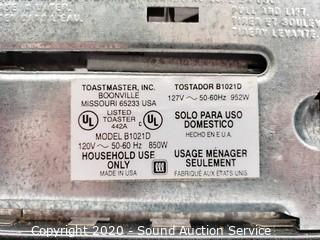 TOASTMASTER, INC.
BOONVILLE
MISSOURI 65233 USA
UL
LISTED
TOASTER
442A
UL
MODEL B1021D
120V ~ 50-60 HZ 850W
HOUSEHOLD USE
ONLY
MADE IN USA
TOSTADOR B1021D
127V ~ 50-60HZ 952W
SOLO PARA USO
DOMESTICO
HECHO EN E.U.A.
USAGE MÉNAGER
SEULEMENT
FABRIQUÉ AUX ÉTATS UNIS
Copyright 2020 - Sound Auction Service